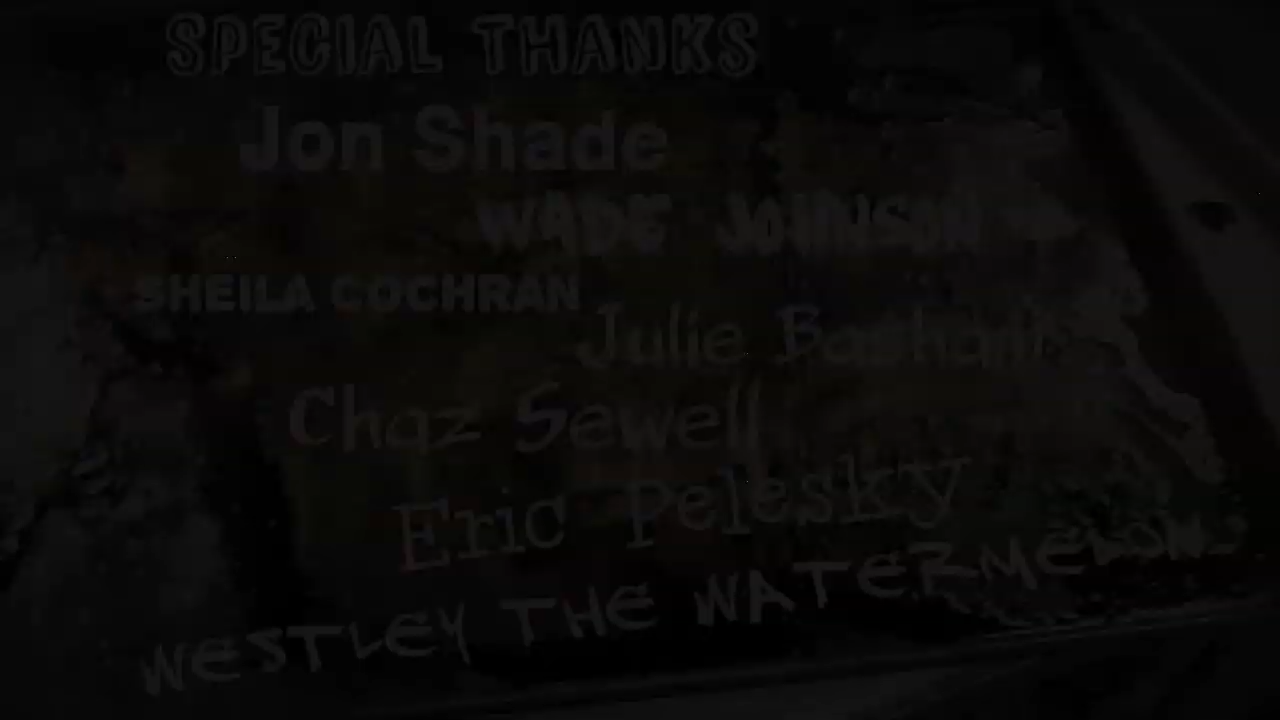 SPECIAL THANKS
Jon Shade
WADE JOHNSON
SHEILA COCHRAN
Julie Basham
Chaz Sewell
Eric Pelesky
WESTLEY THE WATERMELON